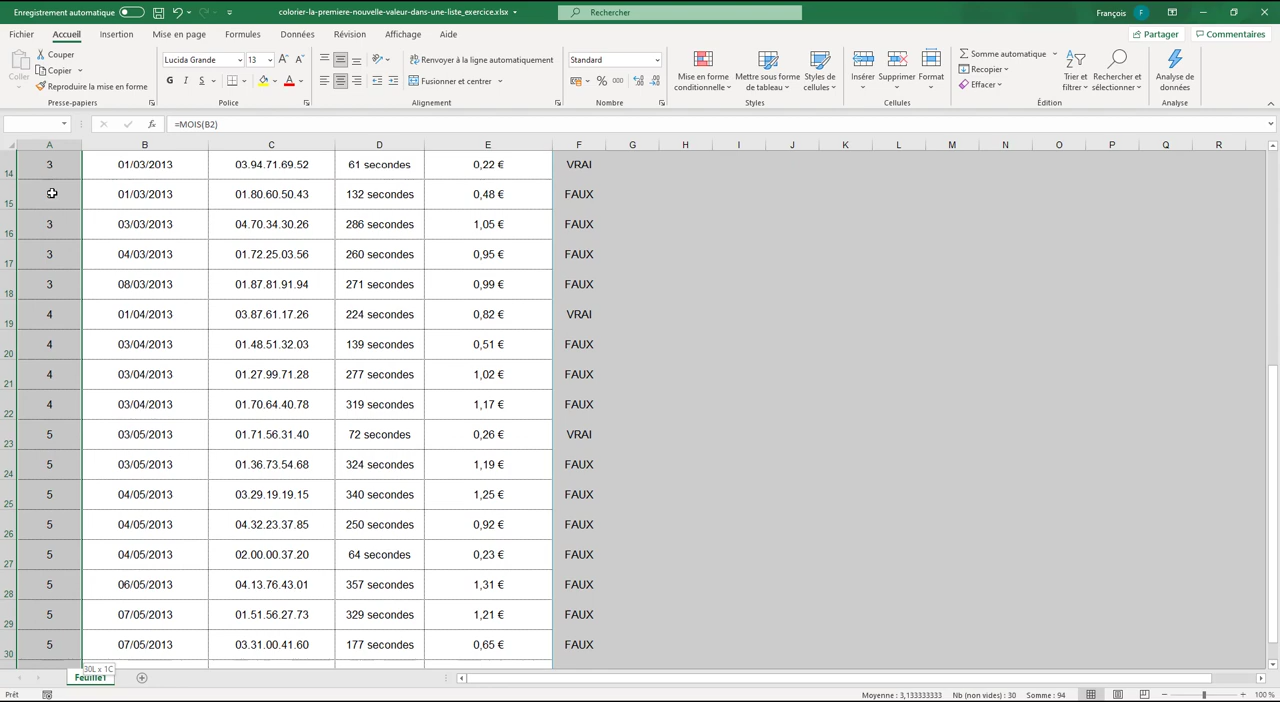 Enregistrement automatique
colorier-la-premiere-nouvelle-valeur-dans-une-liste_exercice.xlsx
Rechercher
François F
Fichier Accueil Insertion Mise en page Formules Données Révision Affichage Aide
Partager Commentaires
Coller
Couper
Copier
Reproduire la mise en forme
Presse-papiers
Lucida Grande 13
G S
Police
Renvoyer à la ligne automatiquement
Fusionner et centrer
Alignement
Standard
% 000
Nombre
Mise en forme conditionnelle
Mettre sous forme de tableau
Styles de cellules
Styles
Insérer Supprimer Format
Cellules
Somme automatique
Recopier
Effacer
Trier et filtrer
Rechercher et sélectionner
Édition
Analyse de données
Analyse
fx =MOIS(B2)
A B C D E F G H I J K L M N O P Q R
14 3 01/03/2013 03.94.71.69.52 61 secondes 0,22 € VRAI
15 01/03/2013 01.80.60.50.43 132 secondes 0,48 € FAUX
16 3 03/03/2013 04.70.34.30.26 286 secondes 1,05 € FAUX
17 3 04/03/2013 01.72.25.03.56 260 secondes 0,95 € FAUX
18 3 08/03/2013 01.87.81.91.94 271 secondes 0,99 € FAUX
19 4 01/04/2013 03.87.61.17.26 224 secondes 0,82 € VRAI
20 4 03/04/2013 01.48.51.32.03 139 secondes 0,51 € FAUX
21 4 03/04/2013 01.27.99.71.28 277 secondes 1,02 € FAUX
22 4 03/04/2013 01.70.64.40.78 319 secondes 1,17 € FAUX
23 5 03/05/2013 01.71.56.31.40 72 secondes 0,26 € VRAI
24 5 03/05/2013 01.36.73.54.68 324 secondes 1,19 € FAUX
25 5 04/05/2013 03.29.19.19.15 340 secondes 1,25 € FAUX
26 5 04/05/2013 04.32.23.37.85 250 secondes 0,92 € FAUX
27 5 04/05/2013 02.00.00.37.20 64 secondes 0,23 € FAUX
28 5 06/05/2013 04.13.76.43.01 357 secondes 1,31 € FAUX
29 5 07/05/2013 01.51.56.27.73 329 secondes 1,21 € FAUX
30 5 07/05/2013 03.31.00.41.60 177 secondes 0,65 € FAUX
30L x 1C
Feuille1
Prêt
Moyenne : 3,133333333 Nb (non vides) : 30 Somme : 94
100 %